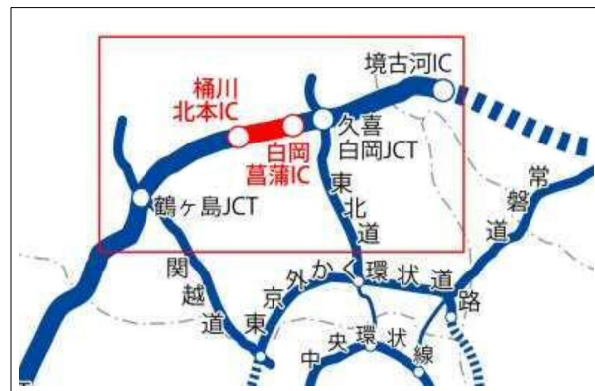 境古河IC
桶川
北本IC
白岡
菖蒲IC
久喜
白岡JCT
鶴ヶ島JCT
東北道
常磐道
関越道
東京外かく環状道路
中央環状線